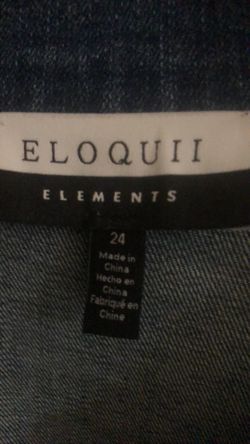 ELOQUII
ELEMENTS
24
Made in
China
Hecho en
China
Fabriqué en
Chine